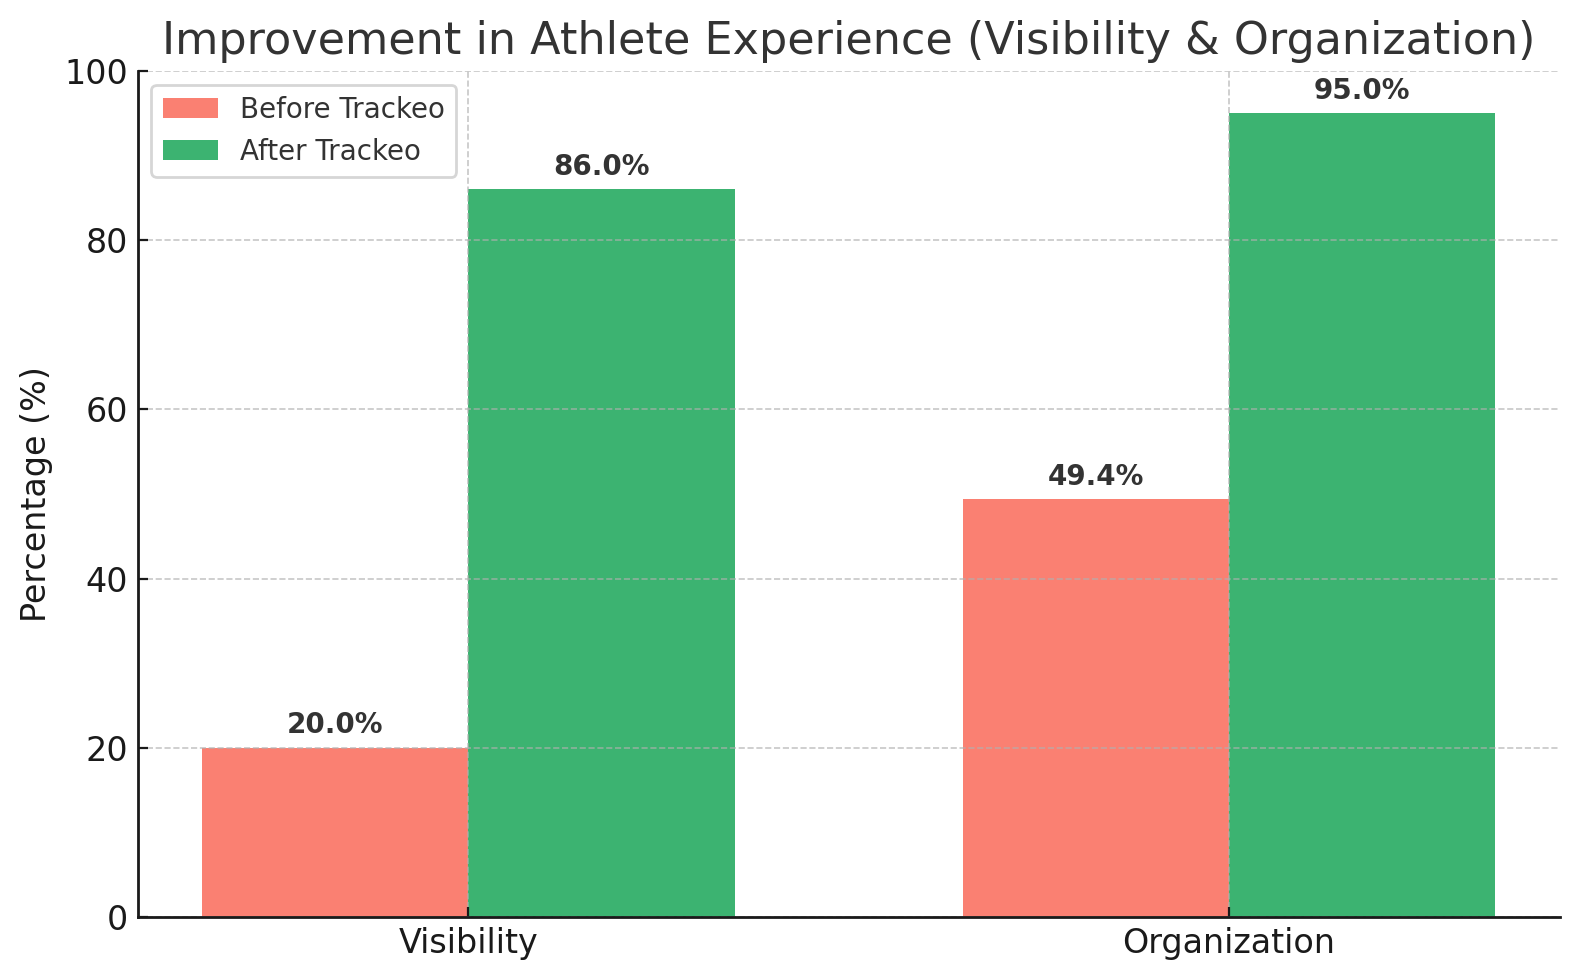 Improvement in Athlete Experience (Visibility & Organization)
Before Trackeo
After Trackeo
Percentage (%)
100
80
60
40
20
0
20.0%
86.0%
49.4%
95.0%
Visibility
Organization